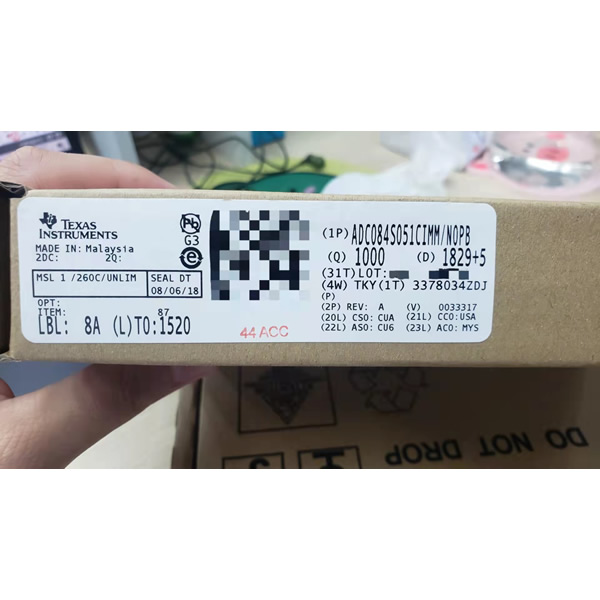 TEXAS
INSTRUMENTS
MADE IN: Malaysia
2DC: 2Q:
Pb
G3
e
MSL 1 /260C/UNLIM
SEAL DT
08/06/18
OPT:
ITEM: 87
LBL: 8A (L)TO:1520
44 ACC
(1P) ADC084S051CIMM/NOPB
(Q) 1000 (D) 1829+5
(31T)LOT:
(4W) TKY(1T) 3378034ZDJ
(P)
(2P) REV: A (V) 0033317
(20L) CSO: CUA (21L) CCO:USA
(22L) ASO: CU6 (23L) ACO: MYS
DO NOT DROP